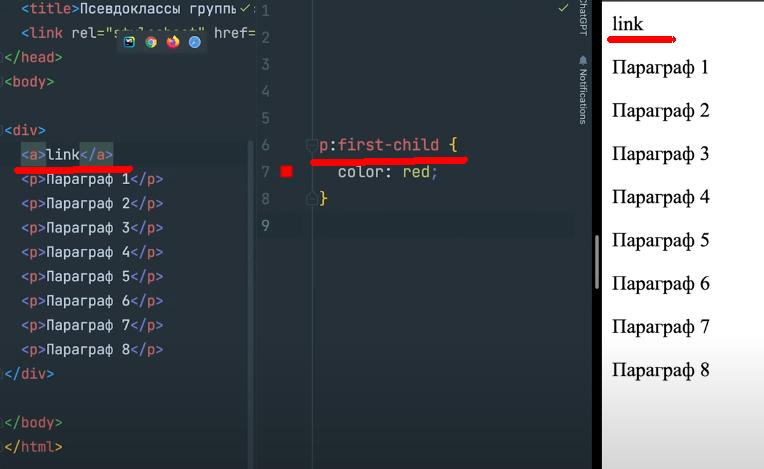 <title>Псевдоклассы группы
<link rel="stylesheet" href=
</head>
<body>
<div>
<a>link</a>
<p>Параграф 1</p>
<p>Параграф 2</p>
<p>Параграф 3</p>
<p>Параграф 4</p>
<p>Параграф 5</p>
<p>Параграф 6</p>
<p>Параграф 7</p>
<p>Параграф 8</p>
</div>
</body>
</html>
1
2
3
4
5
6 p:first-child {
7 color: red;
8 }
9
ChatGPT
Notifications
link
Параграф 1
Параграф 2
Параграф 3
Параграф 4
Параграф 5
Параграф 6
Параграф 7
Параграф 8